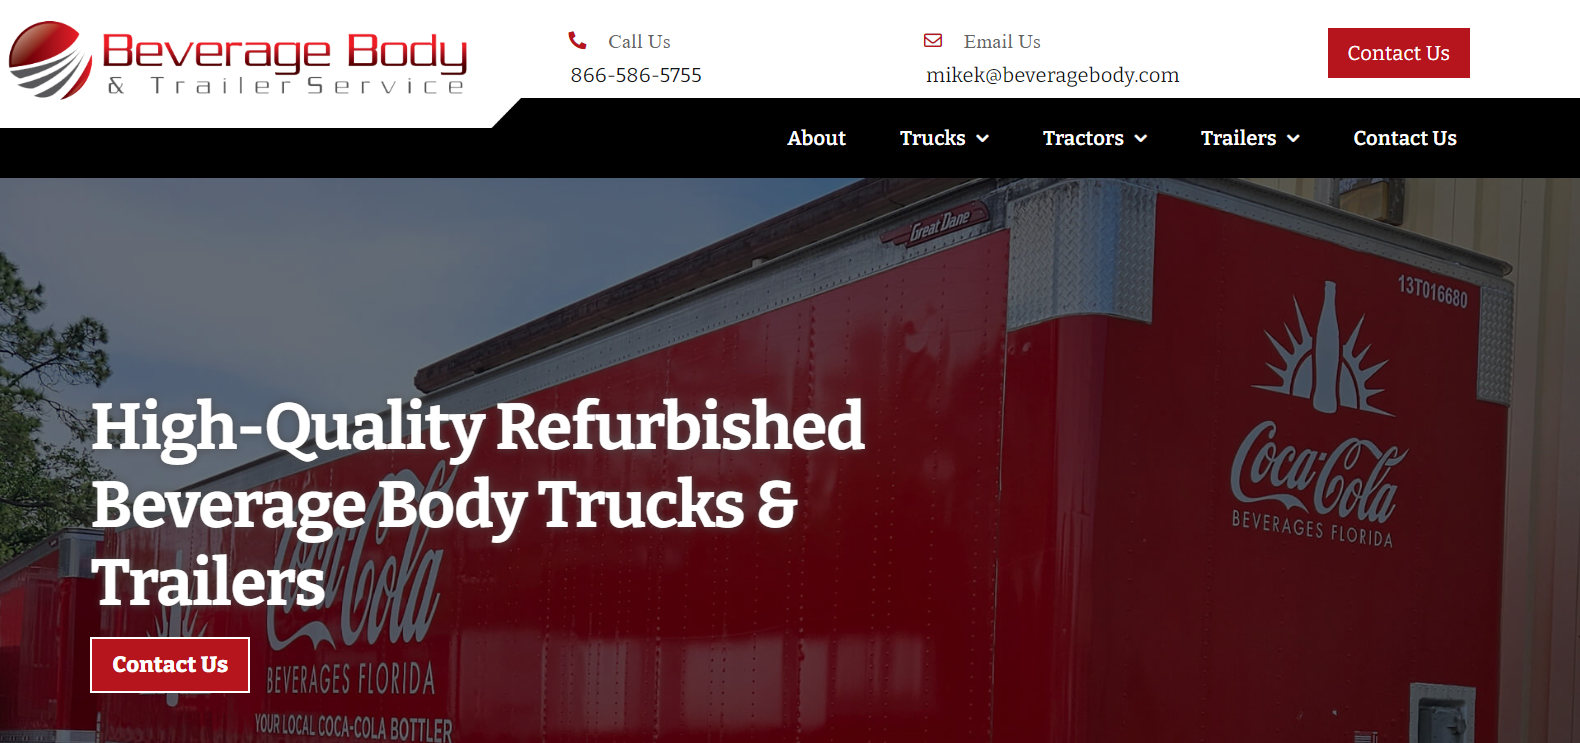 Beverage Body
& Trailer Service
Call Us
866-586-5755
Email Us
mikek@beveragebody.com
Contact Us
About
Trucks
Tractors
Trailers
Contact Us
Great Dane
13T016680
Coca-Cola
BEVERAGES FLORIDA
High-Quality Refurbished
Beverage Body Trucks &
Trailers
Contact Us
Coca-Cola
BEVERAGES FLORIDA
YOUR LOCAL COCA-COLA BOTTLER